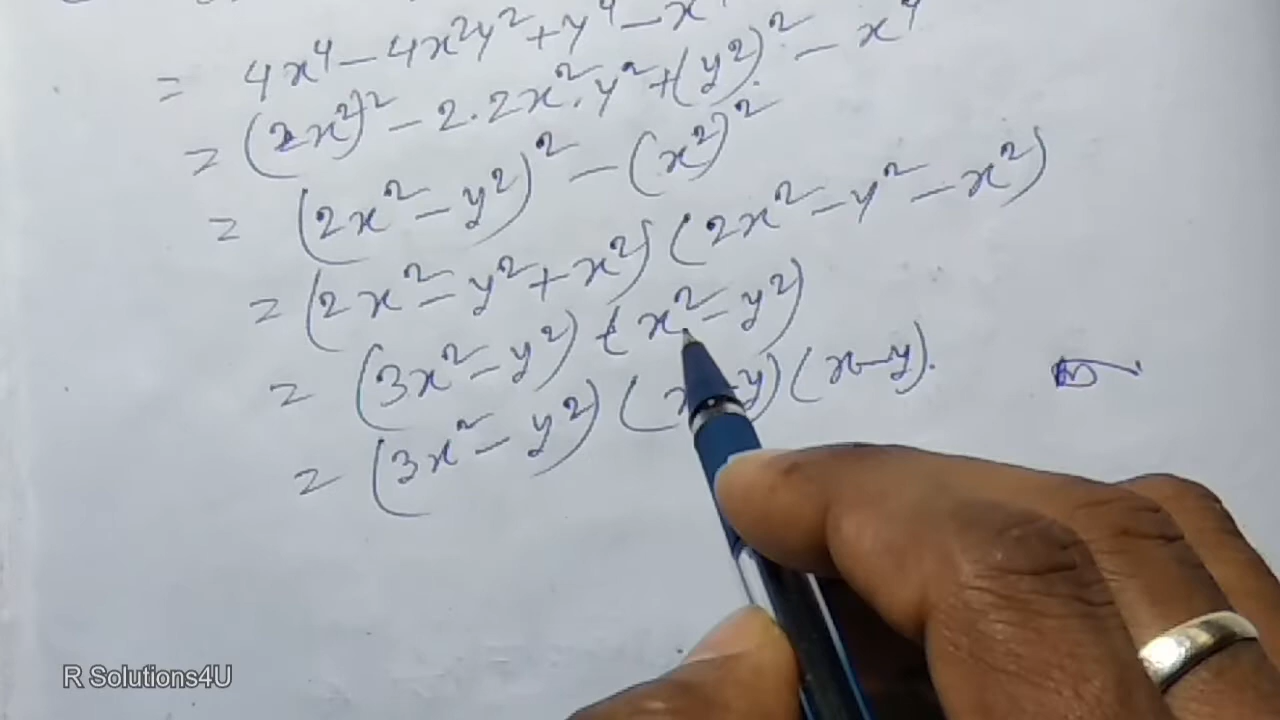 = 4x⁴ - 4x²y² + y⁴ - x⁴
= (2x²)² - 2.2x².y² + (y²)² - x⁴
= (2x² - y²)² - (x²)²
= (2x² - y² + x²) (2x² - y² - x²)
= (3x² - y²) (x² - y²)
= (3x² - y²) (x y) (x - y).
R Solutions4U